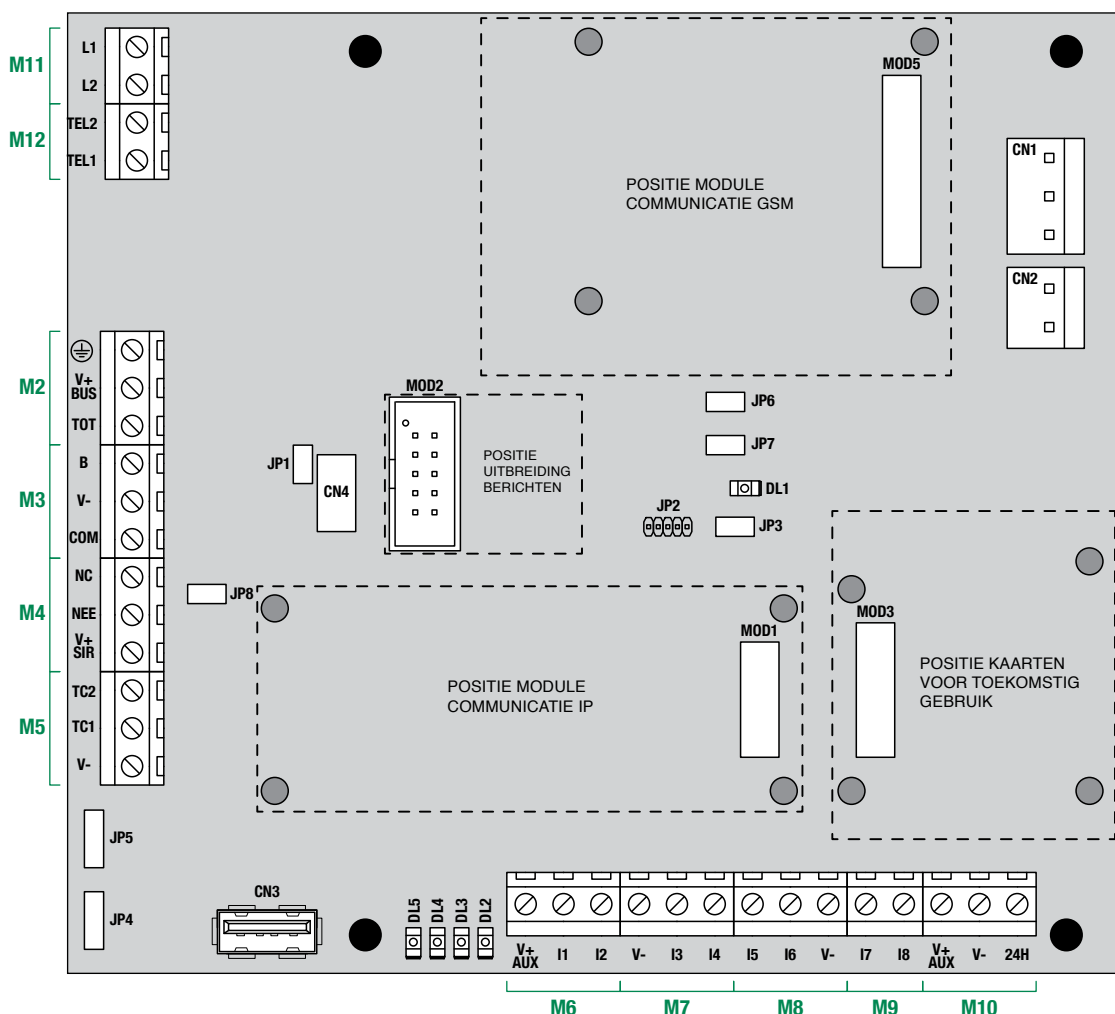 M11
L1
L2
M12
TEL2
TEL1
MOD5
POSITIE MODULE
COMMUNICATIE GSM
CN1
CN2
M2
V+
BUS
TOT
M3
B
V-
COM
M4
NC
NEE
V+
SIR
M5
TC2
TC1
V-
MOD2
POSITIE
UITBREIDING
BERICHTEN
JP1
CN4
JP6
JP7
DL1
JP2
JP3
JP8
MOD1
POSITIE MODULE
COMMUNICATIE IP
MOD3
POSITIE KAARTEN
VOOR TOEKOMSTIG
GEBRUIK
JP5
JP4
CN3
DL5
DL4
DL3
DL2
V+
AUX
I1
I2
V-
I3
I4
I5
I6
V-
I7
I8
V+
AUX
V-
24H
M6
M7
M8
M9
M10